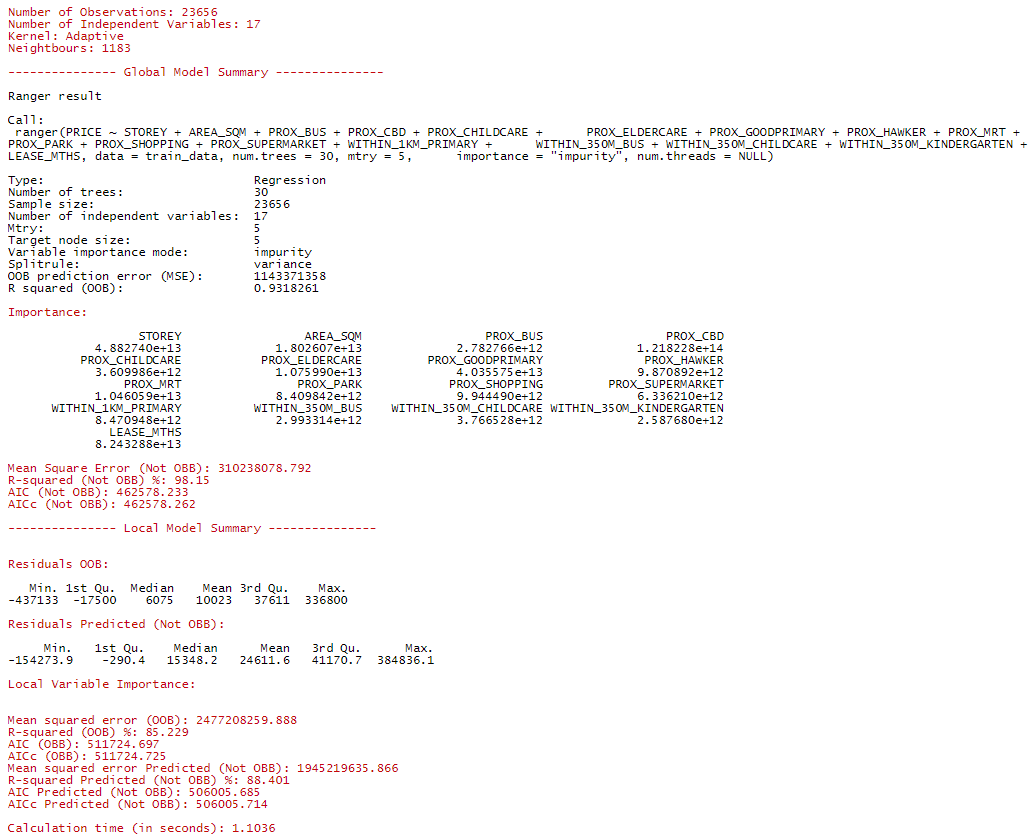 Number of Observations: 23656
Number of Independent Variables: 17
Kernel: Adaptive
Neightbours: 1183
--------------- Global Model Summary ---------------
Ranger result
Call:
ranger(PRICE ~ STOREY + AREA_SQM + PROX_BUS + PROX_CBD + PROX_CHILDCARE + PROX_ELDERCARE + PROX_GOODPRIMARY + PROX_HAWKER + PROX_MRT +
PROX_PARK + PROX_SHOPPING + PROX_SUPERMARKET + WITHIN_1KM_PRIMARY + WITHIN_350M_BUS + WITHIN_350M_CHILDCARE + WITHIN_350M_KINDERGARTEN +
LEASE_MTHS, data = train_data, num.trees = 30, mtry = 5, importance = "impurity", num.threads = NULL)
Type: Regression
Number of trees: 30
Sample size: 23656
Number of independent variables: 17
Mtry: 5
Target node size: 5
Variable importance mode: impurity
Splitrule: variance
OOB prediction error (MSE): 1143371358
R squared (OOB): 0.9318261
Importance:
STOREY AREA_SQM PROX_BUS PROX_CBD
4.882740e+13 1.802607e+13 2.782766e+12 1.218228e+14
PROX_CHILDCARE PROX_ELDERCARE PROX_GOODPRIMARY PROX_HAWKER
3.609986e+12 1.075990e+13 4.035575e+13 9.870892e+12
PROX_MRT PROX_PARK PROX_SHOPPING PROX_SUPERMARKET
1.046059e+13 8.409842e+12 9.944490e+12 6.336210e+12
WITHIN_1KM_PRIMARY WITHIN_350M_BUS WITHIN_350M_CHILDCARE WITHIN_350M_KINDERGARTEN
8.470948e+12 2.993314e+12 3.766528e+12 2.587680e+12
LEASE_MTHS
8.243288e+13
Mean Square Error (Not OBB): 310238078.792
R-squared (Not OBB) %: 98.15
AIC (Not OBB): 462578.233
AICc (Not OBB): 462578.262
--------------- Local Model Summary ---------------
Residuals OOB:
Min. 1st Qu. Median Mean 3rd Qu. Max.
-437133 -17500 6075 10023 37611 336800
Residuals Predicted (Not OBB):
Min. 1st Qu. Median Mean 3rd Qu. Max.
-154273.9 -290.4 15348.2 24611.6 41170.7 384836.1
Local Variable Importance:
Mean squared error (OOB): 2477208259.888
R-squared (OOB) %: 85.229
AIC (OBB): 511724.697
AICc (OBB): 511724.725
Mean squared error Predicted (Not OBB): 1945219635.866
R-squared Predicted (Not OBB) %: 88.401
AIC Predicted (Not OBB): 506005.685
AICc Predicted (Not OBB): 506005.714
Calculation time (in seconds): 1.1036